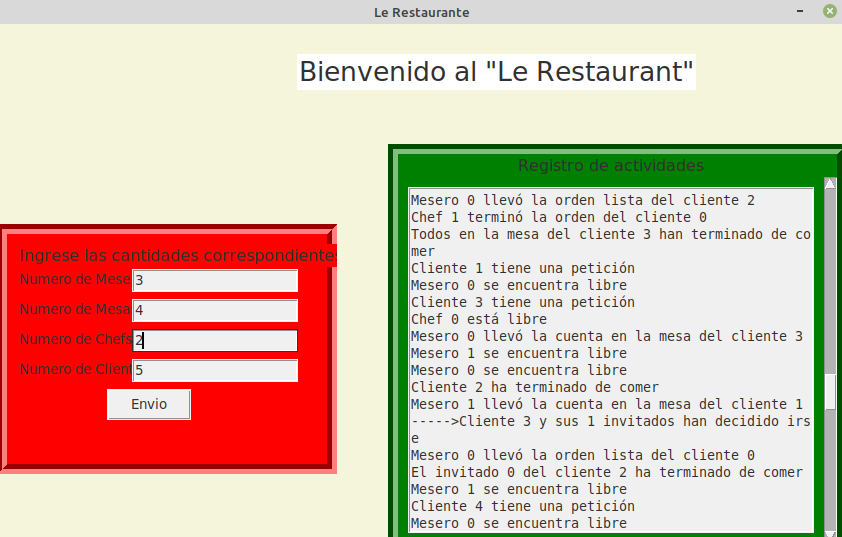 Le Restaurante
Bienvenido al "Le Restaurant"
Ingrese las cantidades correspondientes
Numero de Mese
3
Numero de Mesa
4
Numero de Chefs
2
Numero de Client
5
Envio
Registro de actividades
Mesero 0 llevó la orden lista del cliente 2
Chef 1 terminó la orden del cliente 0
Todos en la mesa del cliente 3 han terminado de co
mer
Cliente 1 tiene una petición
Mesero 0 se encuentra libre
Cliente 3 tiene una petición
Chef 0 está libre
Mesero 0 llevó la cuenta en la mesa del cliente 3
Mesero 1 se encuentra libre
Mesero 0 se encuentra libre
Cliente 2 ha terminado de comer
Mesero 1 llevó la cuenta en la mesa del cliente 1
----->Cliente 3 y sus 1 invitados han decidido irs
e
Mesero 0 llevó la orden lista del cliente 0
El invitado 0 del cliente 2 ha terminado de comer
Mesero 1 se encuentra libre
Cliente 4 tiene una petición
Mesero 0 se encuentra libre